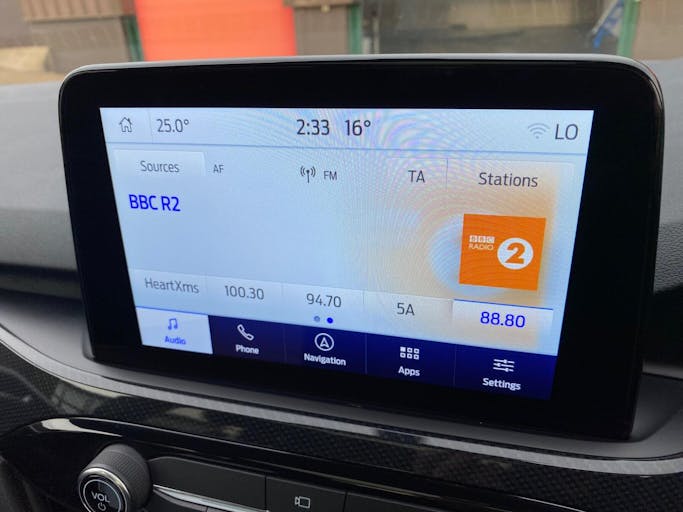 25.0° 2:33 16° LO
Sources AF FM TA Stations
BBC R2
BBC
RADIO 2
HeartXms 100.30 94.70 5A 88.80
Audio Phone Navigation Apps Settings
VOL